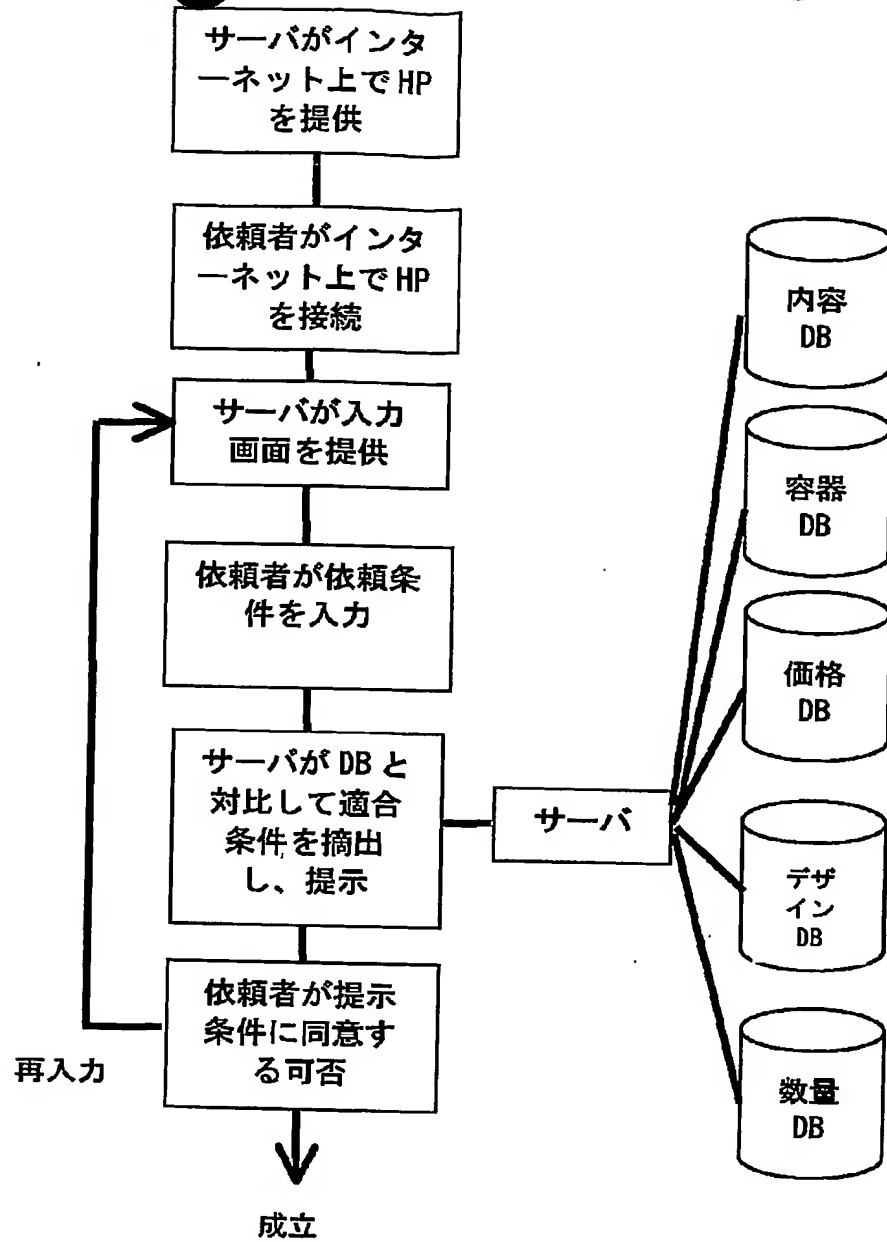 サーバがインタ
ーネット上でHP
を提供
依頼者がインタ
ーネット上でHP
を接続
サーバが入力
画面を提供
依頼者が依頼条
件を入力
サーバが DB と
対比して適合
条件を摘出
し、提示
依頼者が提示
条件に同意す
る可否
再入力
成立
サーバ
内容
DB
容器
DB
価格
DB
デザ
イン
DB
数量
DB